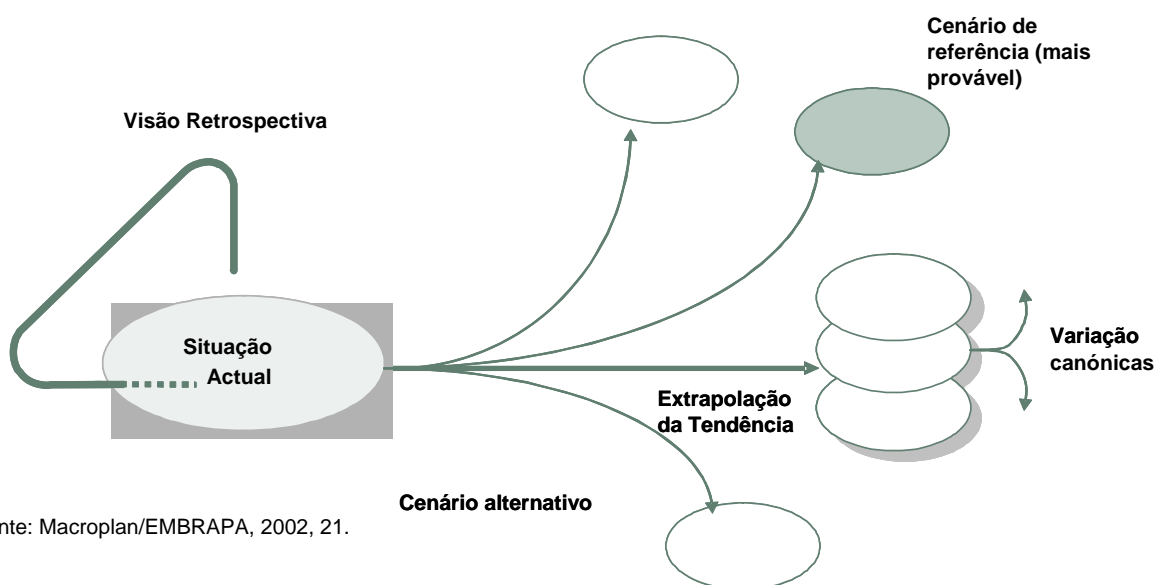 Cenário de
referência (mais
provável)
Visão Retrospectiva
Situação
Actual
Variação
canónicas
Extrapolação
da Tendência
Cenário alternativo
nte: Macroplan/EMBRAPA, 2002, 21.